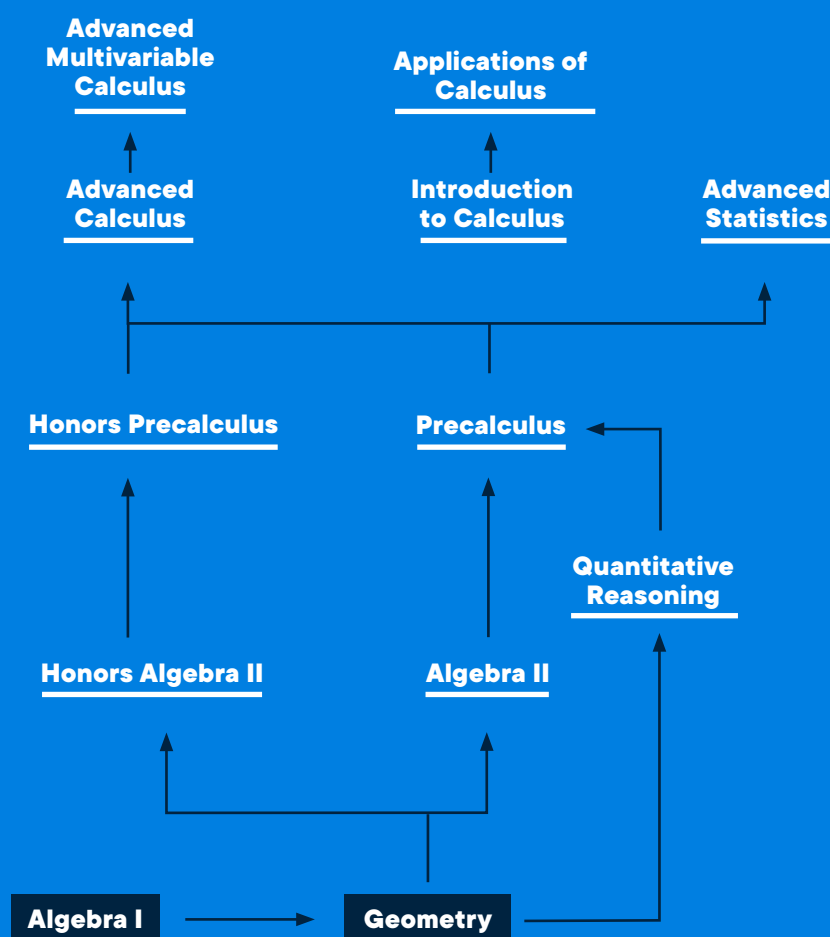 Advanced
Multivariable
Calculus
Applications of
Calculus
Advanced
Calculus
Introduction
to Calculus
Advanced
Statistics
Honors Precalculus
Precalculus
Quantitative
Reasoning
Honors Algebra II
Algebra II
Algebra I
Geometry